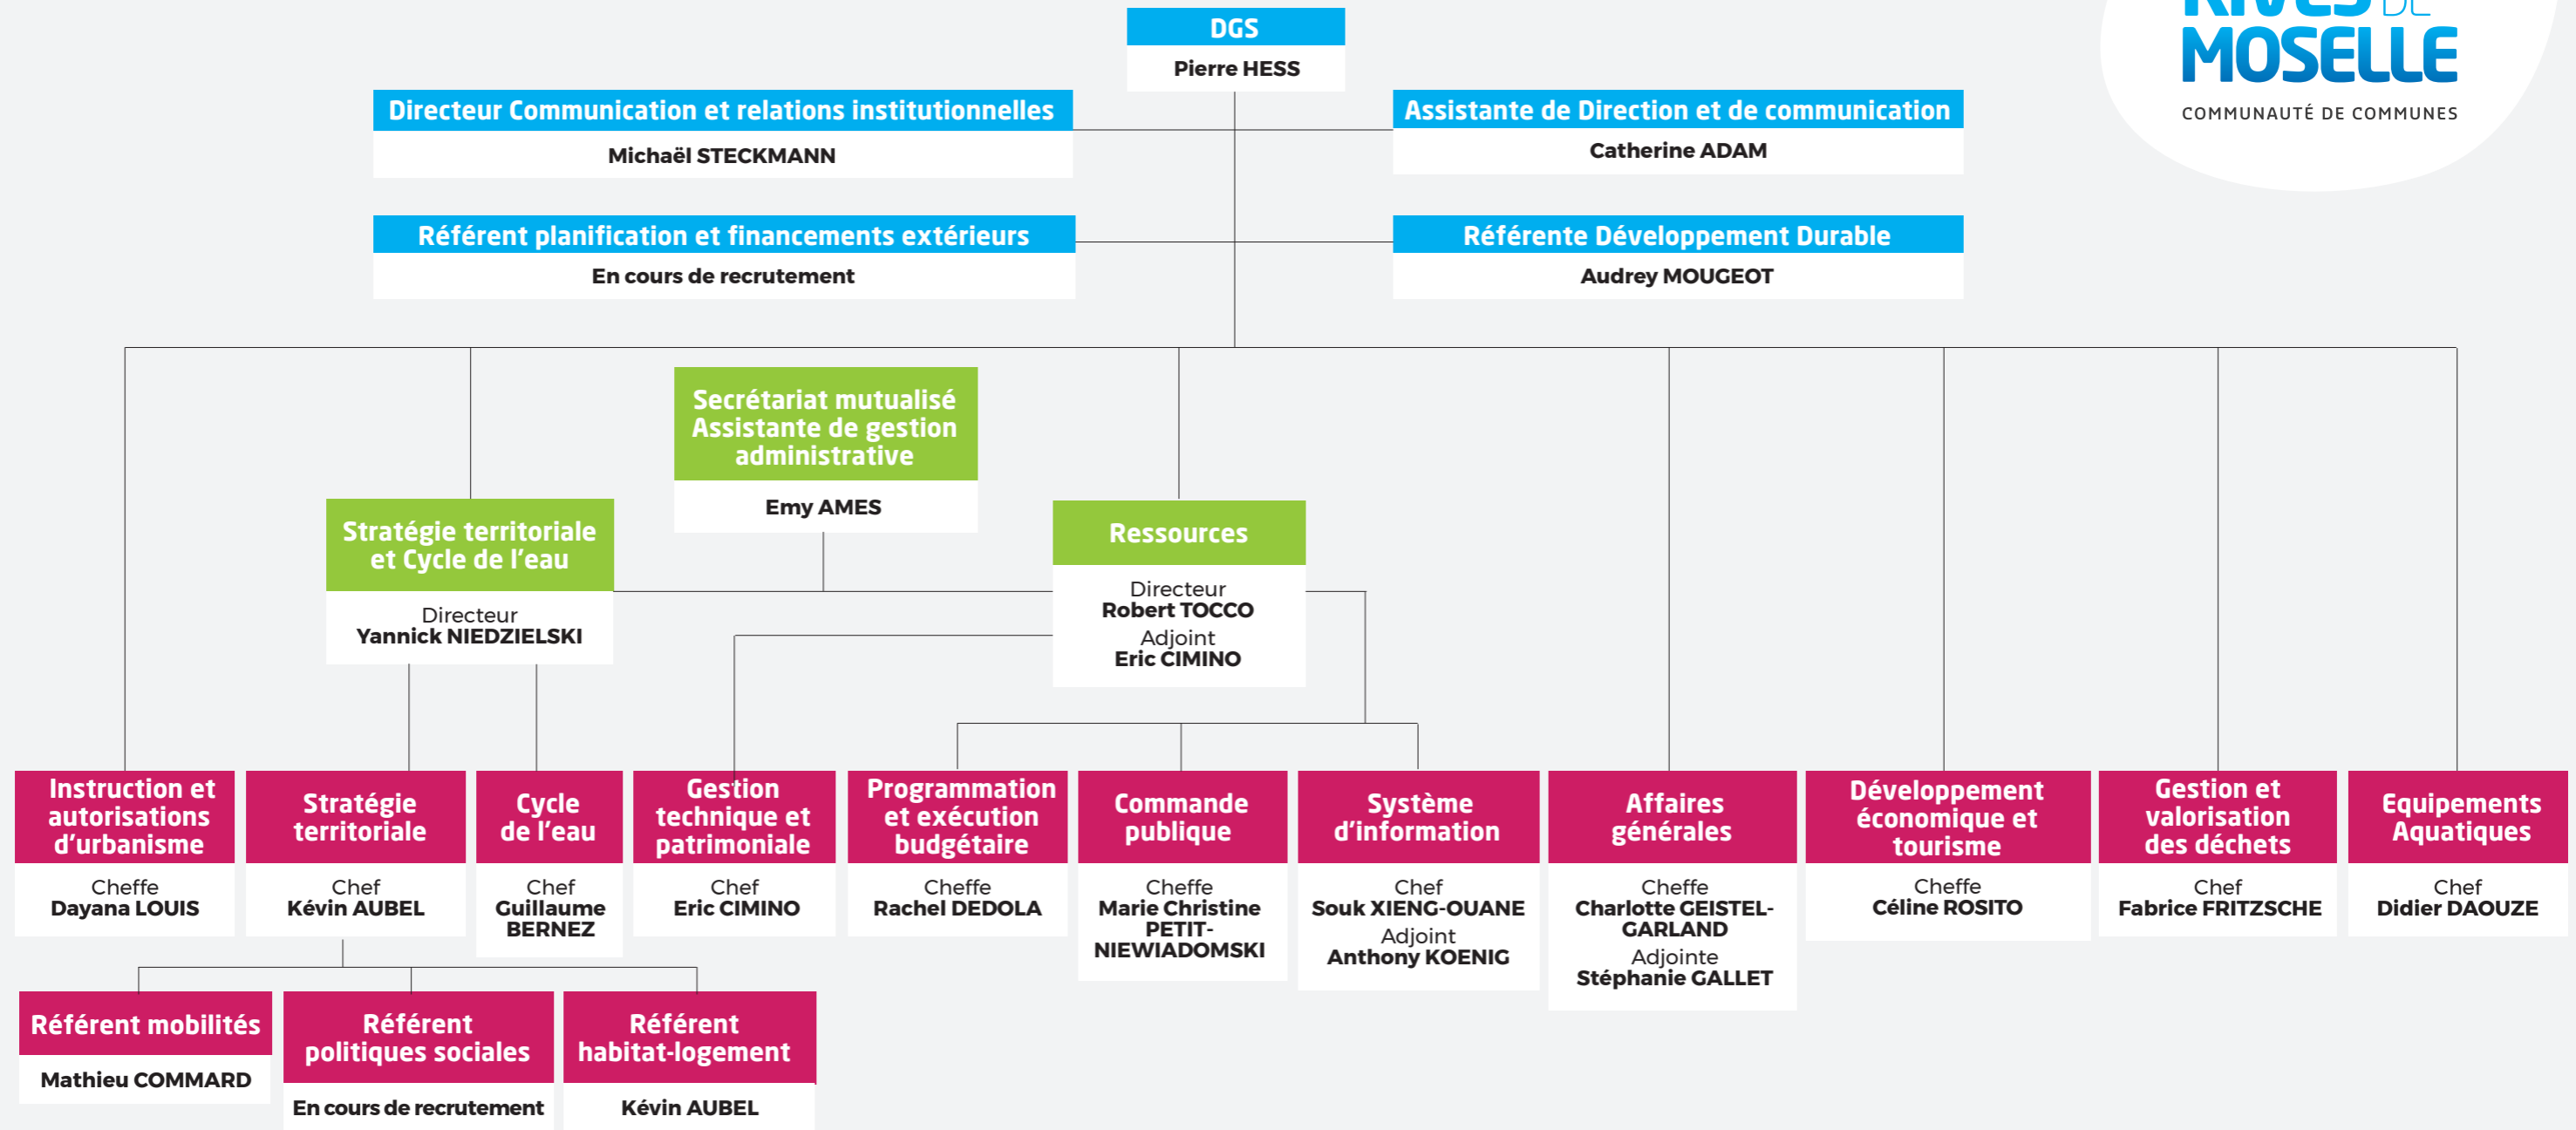 DGS
Pierre HESS
RIVES DE
MOSELLE
COMMUNAUTÉ DE COMMUNES
Directeur Communication et relations institutionnelles
Michaël STECKMANN
Assistante de Direction et de communication
Catherine ADAM
Référent planification et financements extérieurs
En cours de recrutement
Référente Développement Durable
Audrey MOUGEOT
Secrétariat mutualisé
Assistante de gestion
administrative
Emy AMES
Stratégie territoriale
et Cycle de l'eau
Directeur
Yannick NIEDZIELSKI
Ressources
Directeur
Robert TOCCO
Adjoint
Eric CIMINO
Instruction et
autorisations
d'urbanisme
Cheffe
Dayana LOUIS
Stratégie
territoriale
Chef
Kévin AUBEL
Cycle
de l'eau
Chef
Guillaume
BERNEZ
Gestion
technique et
patrimoniale
Chef
Eric CIMINO
Programmation
et exécution
budgétaire
Cheffe
Rachel DEDOLA
Commande
publique
Cheffe
Marie Christine
PETIT-
NIEWIADOMSKI
Système
d'information
Chef
Souk XIENG-OUANE
Adjoint
Anthony KOENIG
Affaires
générales
Cheffe
Charlotte GEISTEL-
GARLAND
Adjointe
Stéphanie GALLET
Développement
économique et
tourisme
Cheffe
Céline ROSITO
Gestion et
valorisation
des déchets
Chef
Fabrice FRITZSCHE
Equipements
Aquatiques
Chef
Didier DAOUZE
Référent mobilités
Mathieu COMMARD
Référent
politiques sociales
En cours de recrutement
Référent
habitat-logement
Kévin AUBEL